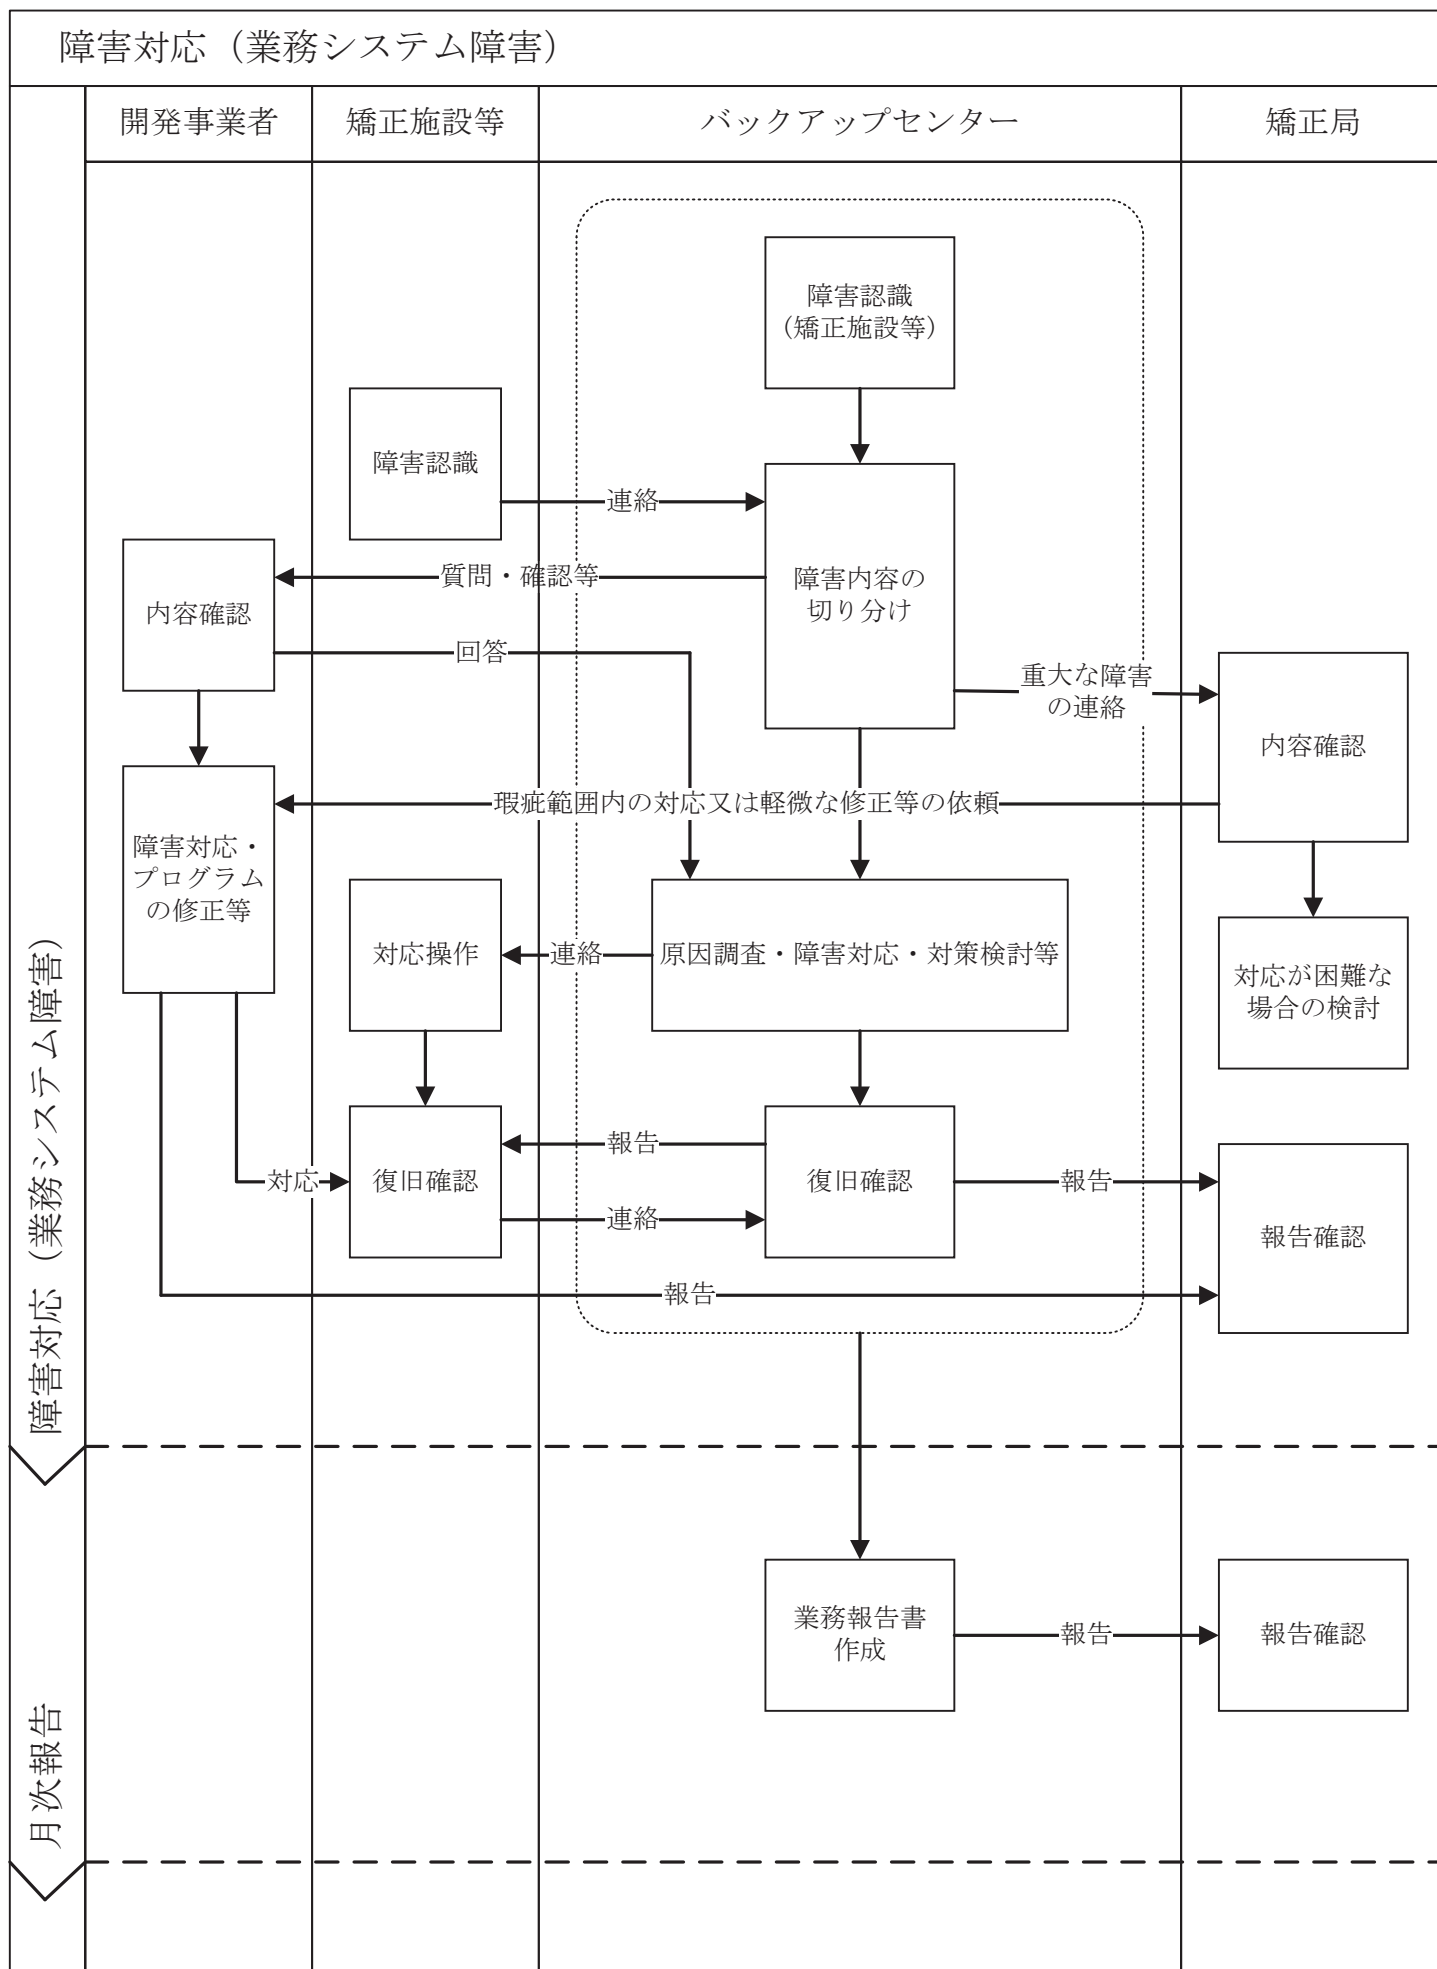 障害対応（業務システム障害）
開発事業者
矯正施設等
バックアップセンター
矯正局
障害認識
（矯正施設等）
障害認識
連絡
質問・確認等
障害内容の
切り分け
内容確認
回答
重大な障害
の連絡
内容確認
瑕疵範囲内の対応又は軽微な修正等の依頼
障害対応・
プログラム
の修正等
対応操作
連絡
原因調査・障害対応・対策検討等
対応が困難な
場合の検討
報告
対応
復旧確認
復旧確認
報告
連絡
報告確認
報告
障害対応（業務システム障害）
業務報告書
作成
報告
報告確認
月次報告